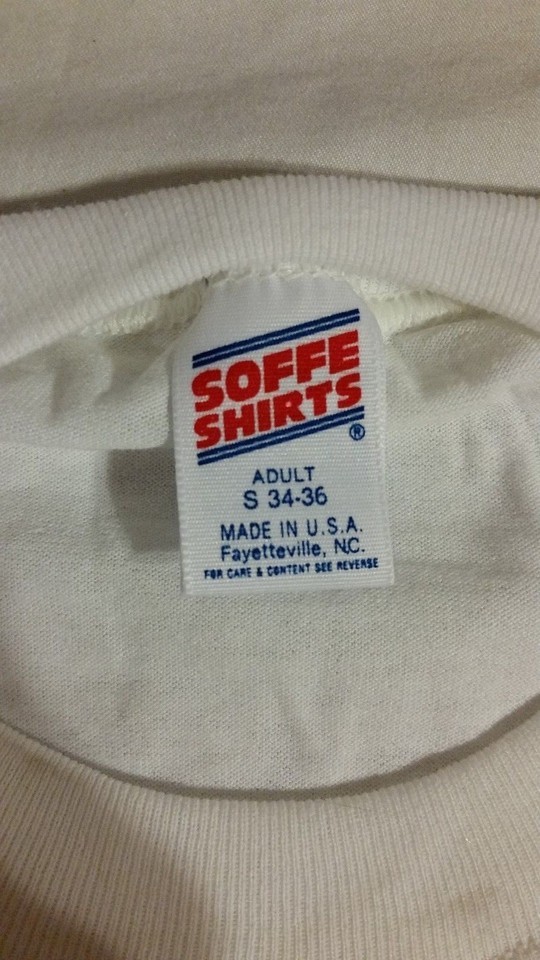 SOFFE
SHIRTS
®
ADULT
S 34-36
MADE IN U.S.A.
Fayetteville, NC.
FOR CARE & CONTENT SEE REVERSE